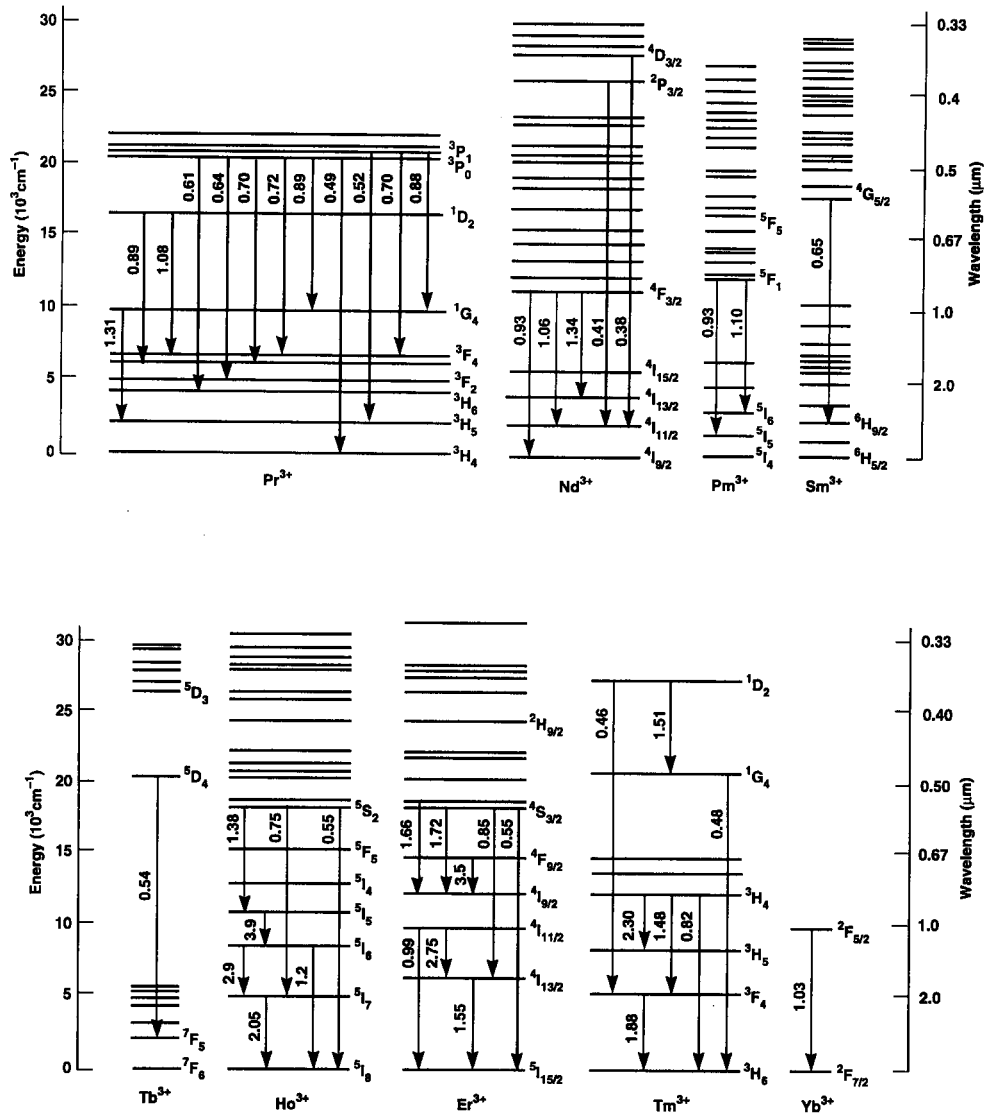 30
25
20
15
10
5
0
Energy (10³cm⁻¹)
³P₁
³P₀
¹D₂
¹G₄
³F₄
³F₂
³H₆
³H₅
³H₄
1.31
0.89
1.08
0.61
0.64
0.70
0.72
0.89
0.49
0.52
0.70
0.88
Pr³⁺
⁴D₃/₂
²P₃/₂
⁴F₃/₂
⁴I₁₅/₂
⁴I₁₃/₂
⁴I₁₁/₂
⁴I₉/₂
0.93
1.06
1.34
0.41
0.38
Nd³⁺
⁵F₅
⁵F₁
⁵I₆
⁵I₅
⁵I₄
0.93
1.10
Pm³⁺
⁴G₅/₂
⁶H₉/₂
⁶H₅/₂
0.65
Sm³⁺
0.33
0.4
0.5
0.67
1.0
2.0
Wavelength (μm)
30
25
20
15
10
5
0
Energy (10³cm⁻¹)
⁵D₃
⁵D₄
⁷F₅
⁷F₆
0.54
Tb³⁺
⁵S₂
⁵F₅
⁵I₄
⁵I₅
⁵I₆
⁵I₇
⁵I₈
1.38
0.75
0.55
3.9
2.9
1.2
2.05
Ho³⁺
²H₉/₂
⁴S₃/₂
⁴F₉/₂
⁴I₉/₂
⁴I₁₁/₂
⁴I₁₃/₂
⁵I₁₅/₂
1.66
1.72
0.85
0.55
3.5
0.99
2.75
1.55
Er³⁺
¹D₂
¹G₄
³H₄
³H₅
³F₄
³H₆
0.46
1.51
0.48
2.30
1.48
0.82
1.88
Tm³⁺
²F₅/₂
²F₇/₂
1.03
Yb³⁺
0.33
0.40
0.50
0.67
1.0
2.0
Wavelength (μm)